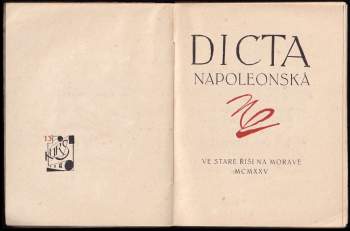 DICTA
NAPOLEONSKÁ
VE STARÉ ŘÍŠI NA MORAVĚ
MCMXXV